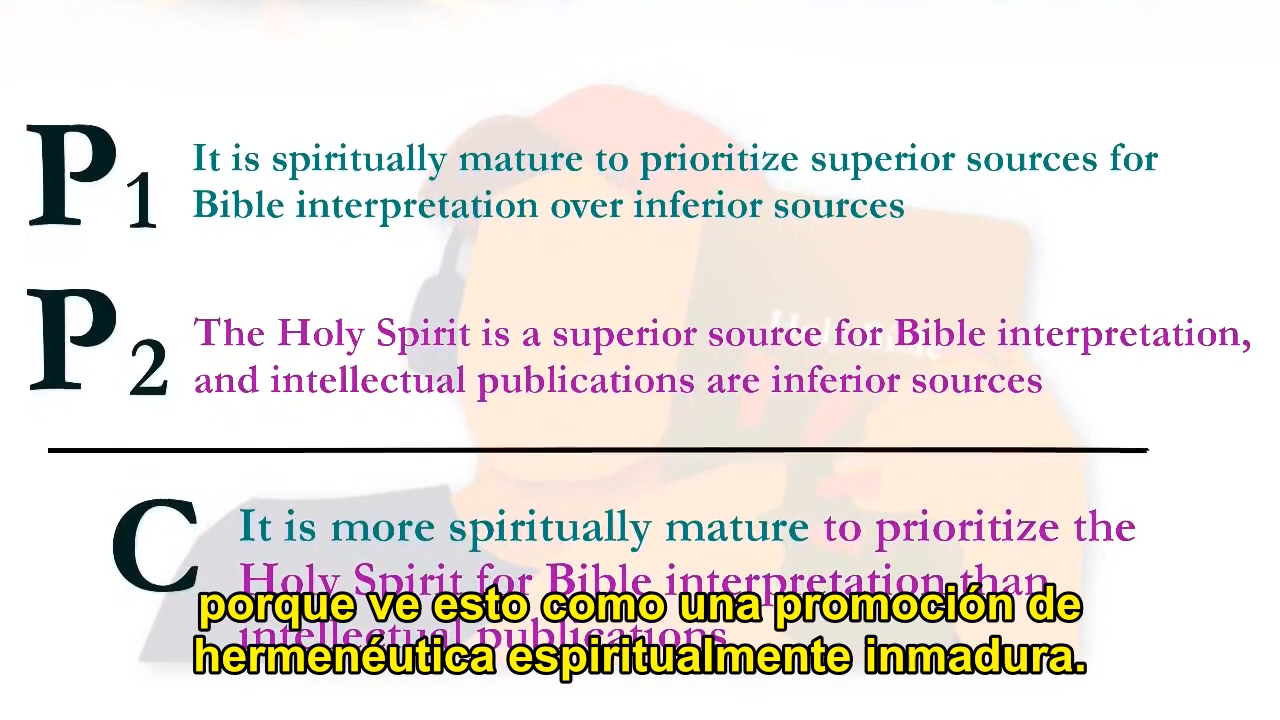 P1
It is spiritually mature to prioritize superior sources for
Bible interpretation over inferior sources
P2
The Holy Spirit is a superior source for Bible interpretation,
and intellectual publications are inferior sources
C
It is more spiritually mature to prioritize the
Holy Spirit for Bible interpretation than
intellectual publications.
porque ve esto como una promoción de
hermenéutica espiritualmente inmadura.